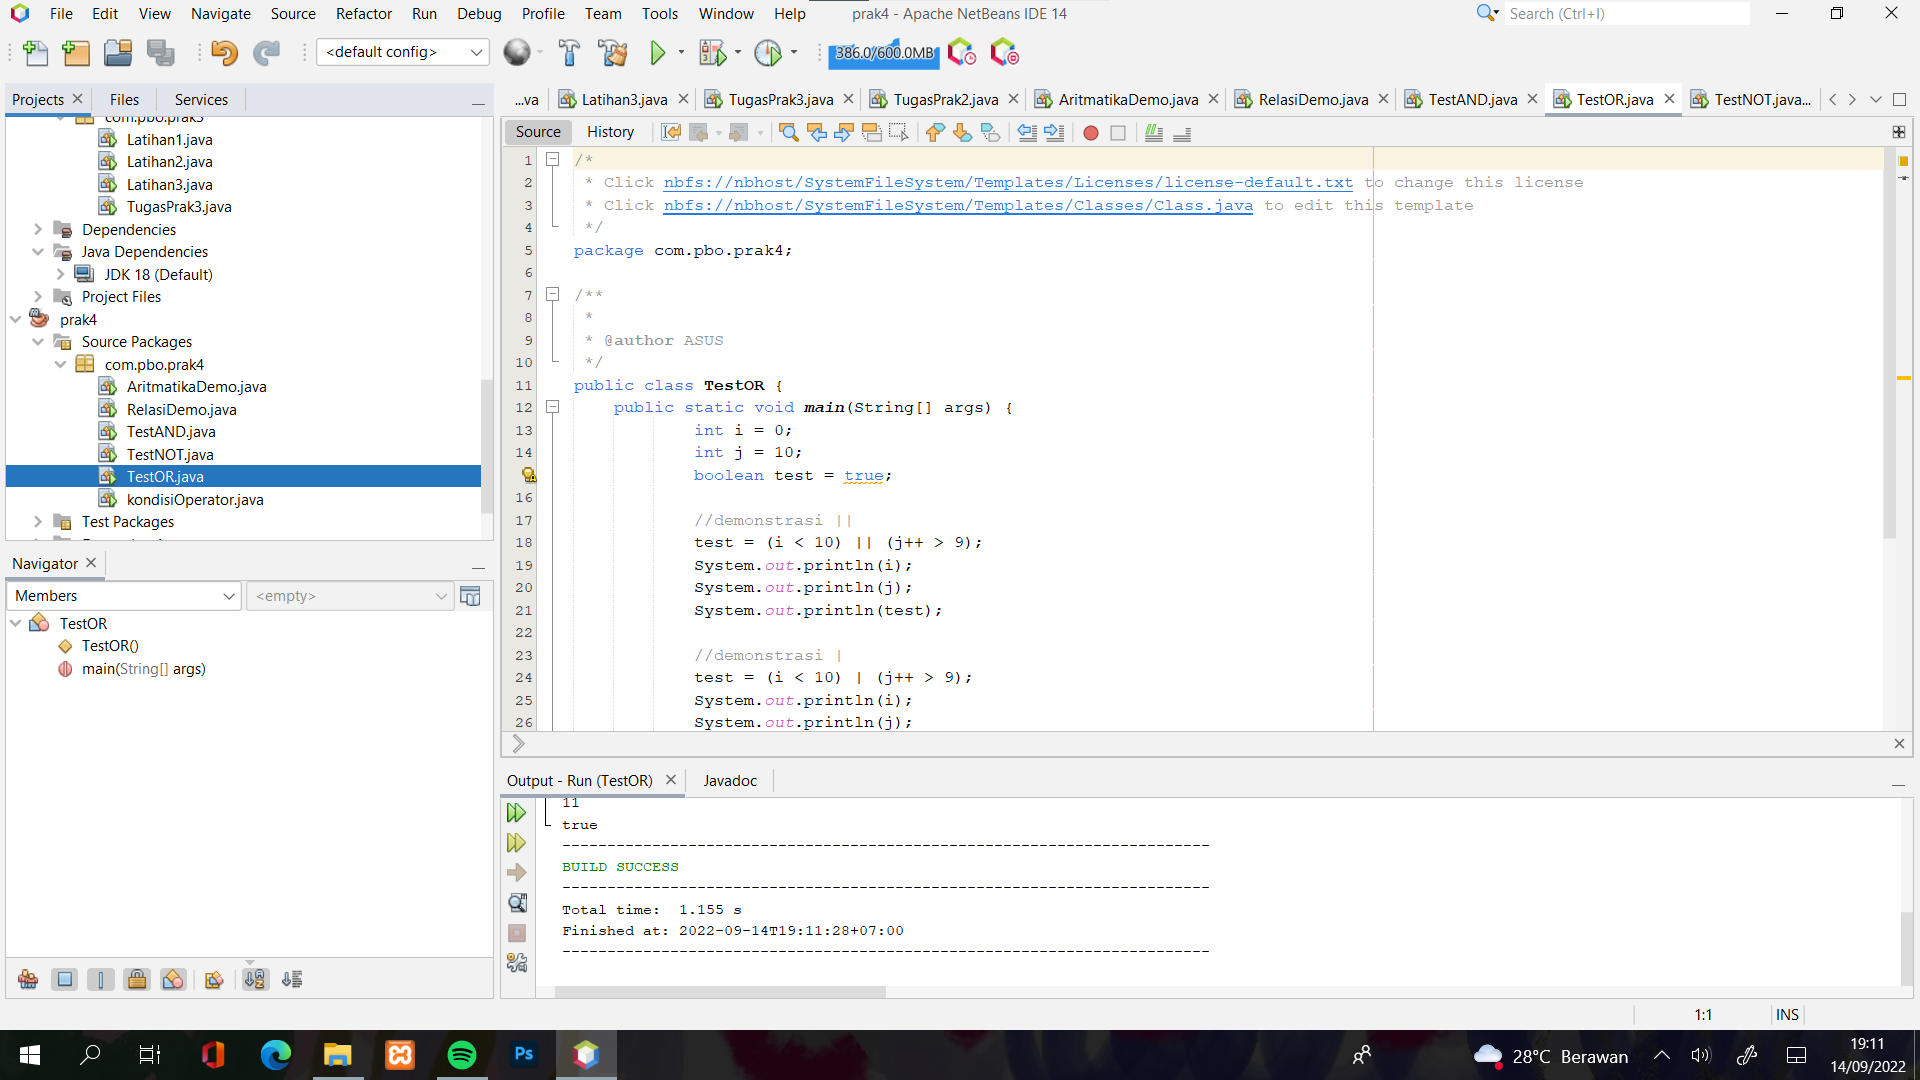 File Edit View Navigate Source Refactor Run Debug Profile Team Tools Window Help prak4 - Apache NetBeans IDE 14 Search (Ctrl+I)
<default config> 386.0/600.0MB
Projects Files Services
com.pbo.prak3
Latihan1.java
Latihan2.java
Latihan3.java
TugasPrak3.java
Dependencies
Java Dependencies
JDK 18 (Default)
Project Files
prak4
Source Packages
com.pbo.prak4
AritmatikaDemo.java
RelasiDemo.java
TestAND.java
TestNOT.java
TestOR.java
kondisiOperator.java
Test Packages
Navigator
Members <empty>
TestOR
TestOR()
main(String[] args)
...va Latihan3.java TugasPrak3.java TugasPrak2.java AritmatikaDemo.java RelasiDemo.java TestAND.java TestOR.java TestNOT.java...
Source History
1 /*
2 * Click nbfs://nbhost/SystemFileSystem/Templates/Licenses/license-default.txt to change this license
3 * Click nbfs://nbhost/SystemFileSystem/Templates/Classes/Class.java to edit this template
4 */
5 package com.pbo.prak4;
6
7 /**
8 *
9 * @author ASUS
10 */
11 public class TestOR {
12 public static void main(String[] args) {
13 int i = 0;
14 int j = 10;
boolean test = true;
16
17 //demonstrasi ||
18 test = (i < 10) || (j++ > 9);
19 System.out.println(i);
20 System.out.println(j);
21 System.out.println(test);
22
23 //demonstrasi |
24 test = (i < 10) | (j++ > 9);
25 System.out.println(i);
26 System.out.println(j);
Output - Run (TestOR) Javadoc
11
true
------------------------------------------------------------------------
BUILD SUCCESS
------------------------------------------------------------------------
Total time: 1.155 s
Finished at: 2022-09-14T19:11:28+07:00
------------------------------------------------------------------------
1:1 INS
Ps
28°C Berawan
19:11
14/09/2022